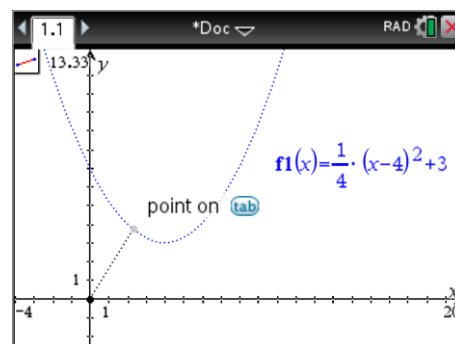 1.1 *Doc RAD
13.33 y
f1(x)=1/4·(x-4)²+3
point on tab
1
x
-4 1 20